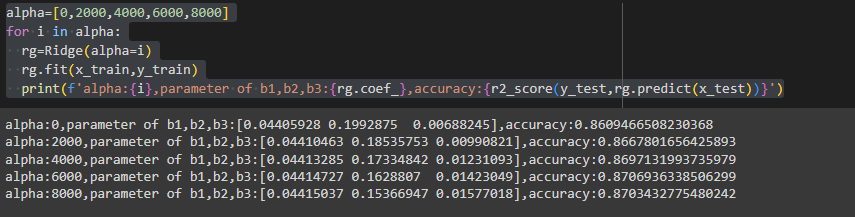 alpha=[0,2000,4000,6000,8000]
for i in alpha:
  rg=Ridge(alpha=i)
  rg.fit(x_train,y_train)
  print(f'alpha:{i},parameter of b1,b2,b3:{rg.coef_},accuracy:{r2_score(y_test,rg.predict(x_test))}')
alpha:0,parameter of b1,b2,b3:[0.04405928 0.1992875  0.00688245],accuracy:0.8609466508230368
alpha:2000,parameter of b1,b2,b3:[0.04410463 0.18535753 0.00990821],accuracy:0.8667801656425893
alpha:4000,parameter of b1,b2,b3:[0.04413285 0.17334842 0.01231093],accuracy:0.8697131993735979
alpha:6000,parameter of b1,b2,b3:[0.04414727 0.1628807  0.01423049],accuracy:0.8706936338506299
alpha:8000,parameter of b1,b2,b3:[0.04415037 0.15366947 0.01577018],accuracy:0.8703432775480242